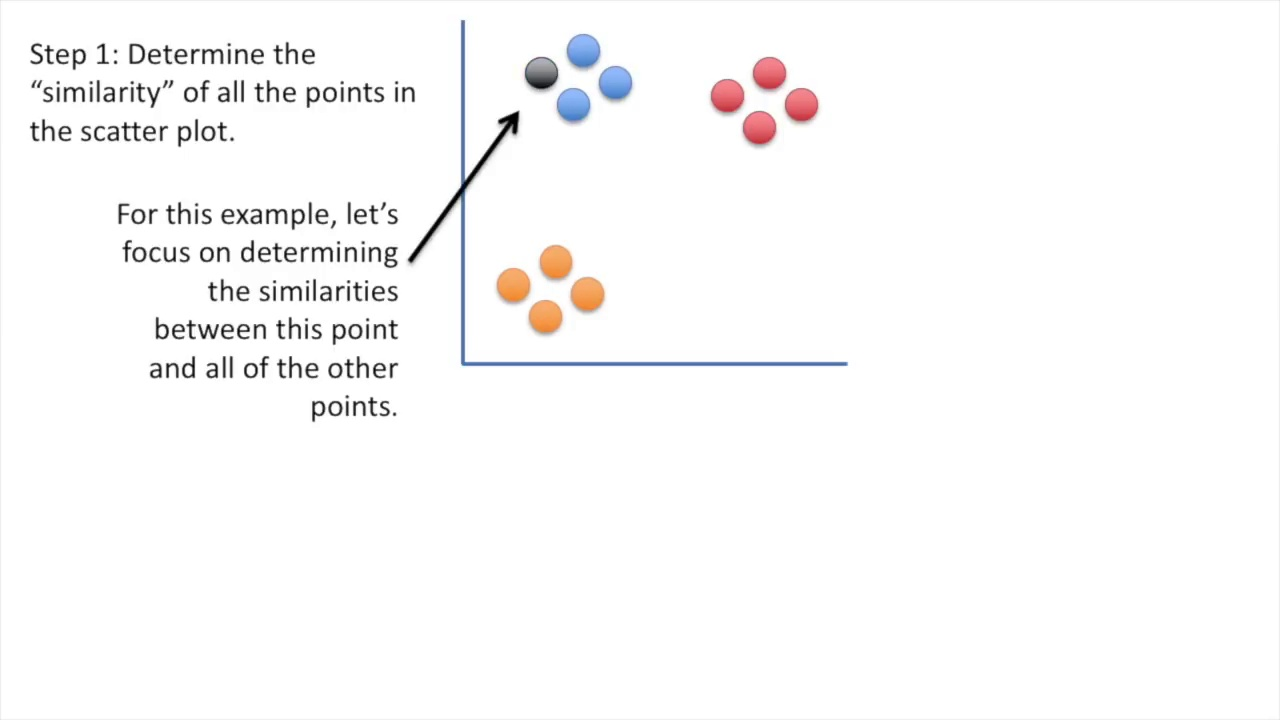 Step 1: Determine the
“similarity” of all the points in
the scatter plot.
For this example, let’s
focus on determining
the similarities
between this point
and all of the other
points.